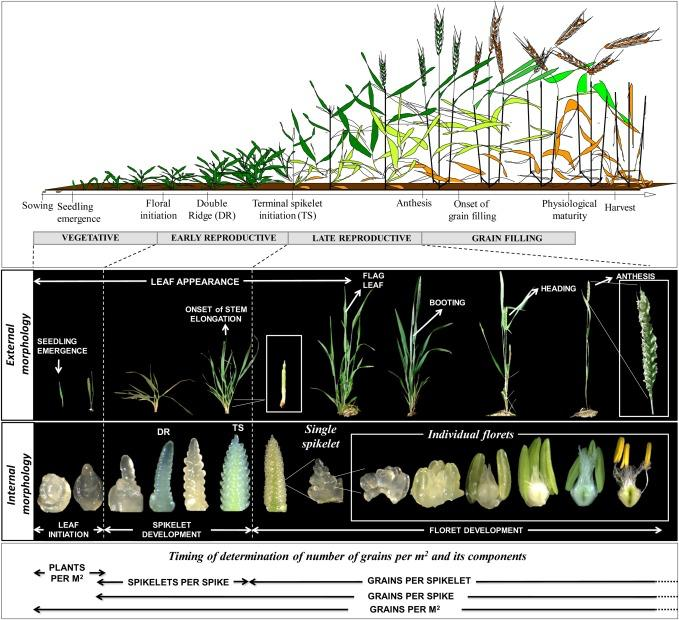 Sowing
Seedling
emergence
Floral
initiation
Double
Ridge (DR)
Terminal spikelet
initiation (TS)
Anthesis
Onset of
grain filling
Physiological
maturity
Harvest
VEGETATIVE
EARLY REPRODUCTIVE
LATE REPRODUCTIVE
GRAIN FILLING
External
morphology
LEAF APPEARANCE
SEEDLING
EMERGENCE
ONSET of STEM
ELONGATION
FLAG
LEAF
BOOTING
HEADING
ANTHESIS
Internal
morphology
DR
TS
Single
spikelet
Individual florets
LEAF
INITIATION
SPIKELET
DEVELOPMENT
FLORET DEVELOPMENT
Timing of determination of number of grains per m² and its components
PLANTS
PER M²
SPIKELETS PER SPIKE
GRAINS PER SPIKELET
GRAINS PER SPIKE
GRAINS PER M²